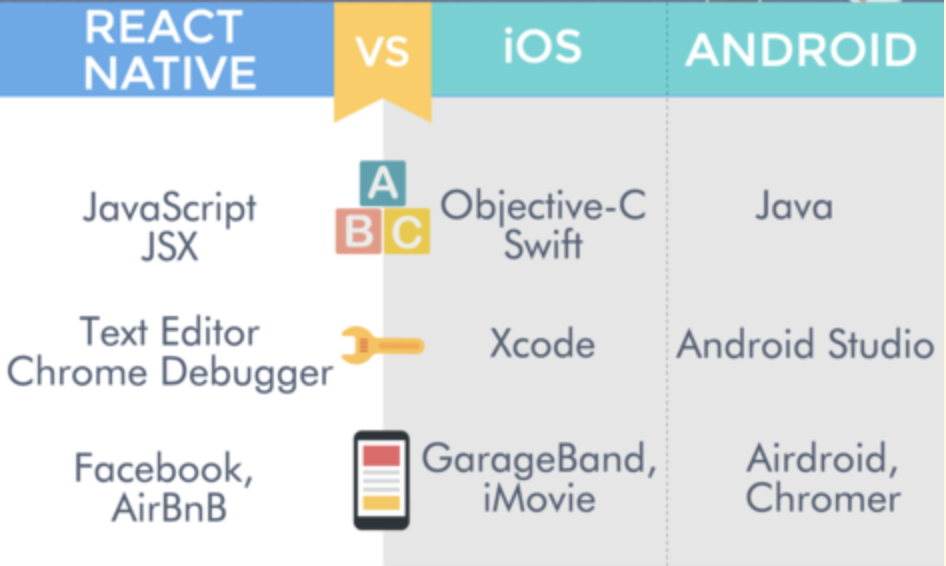 REACT
NATIVE
VS
iOS
ANDROID
JavaScript
JSX
A
B C
Objective-C
Swift
Java
Text Editor
Chrome Debugger
Xcode
Android Studio
Facebook,
AirBnB
GarageBand,
iMovie
Airdroid,
Chromer